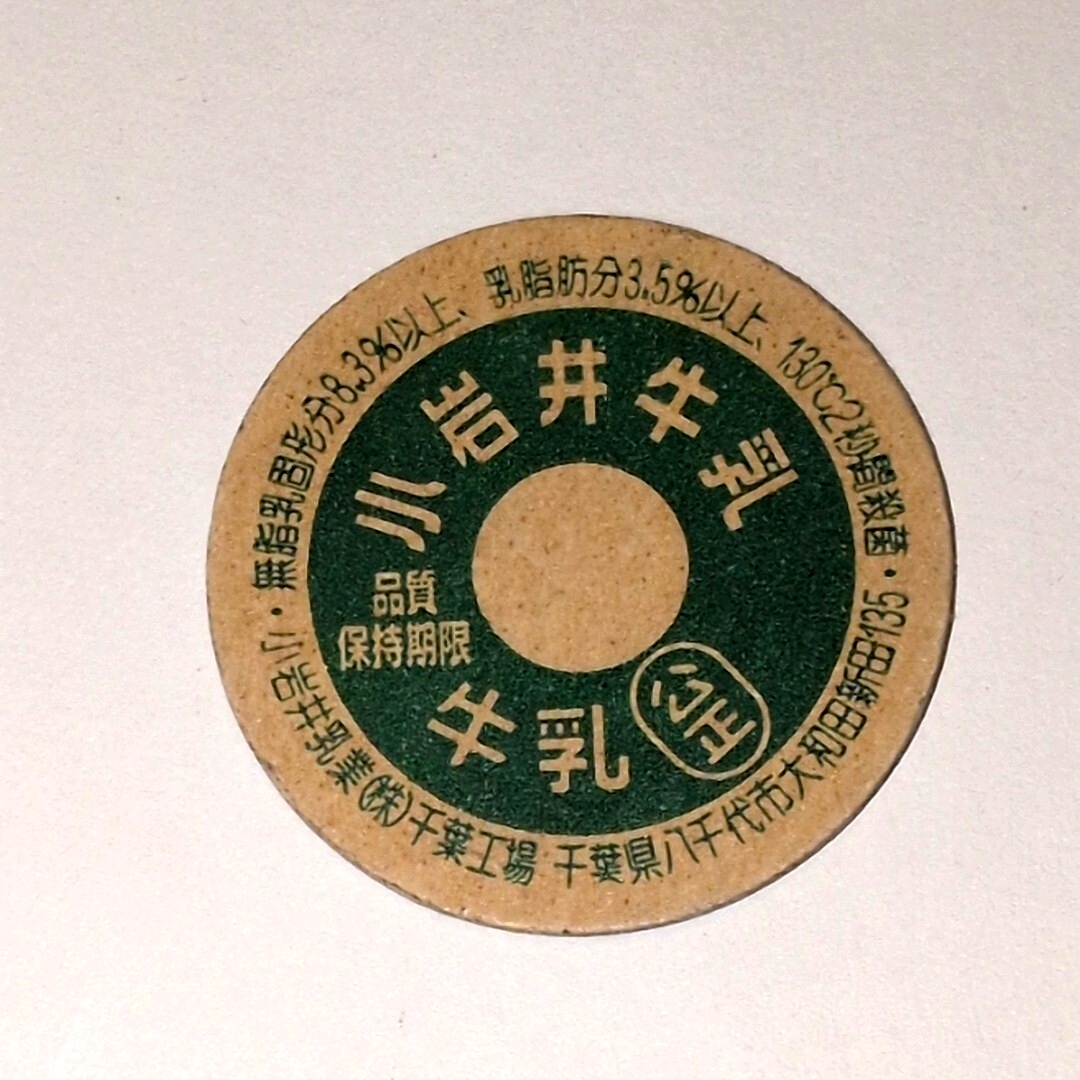 ・無脂乳固形分8.3%以上、乳脂肪分3.5%以上、130℃2秒間殺菌・
小岩井牛乳
品質
保持期限
牛乳
公正
小岩井乳業(株)千葉工場 千葉県八千代市大和田新田135